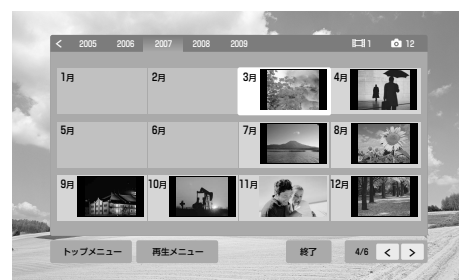 < 2005 2006 2007 2008 2009 1 12
1月 2月 3月 4月
5月 6月 7月 8月
9月 10月 11月 12月
トップメニュー 再生メニュー 終了 4/6 < >